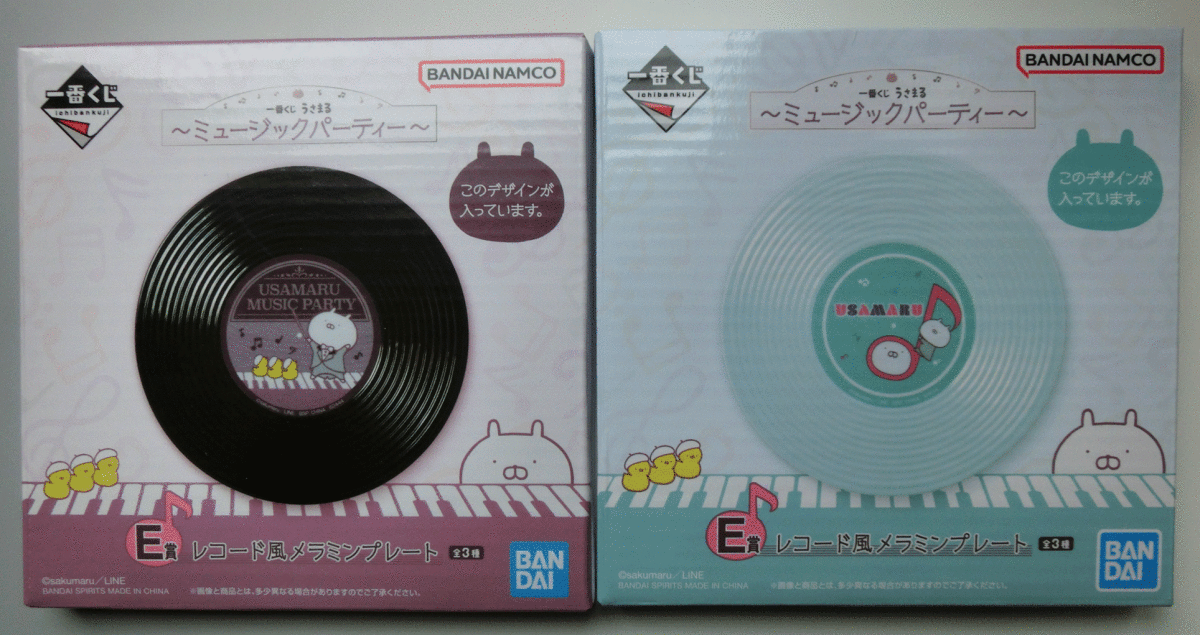 一番くじ
ichibankuji
BANDAI NAMCO
一番くじ うさまる
～ミュージックパーティー～
このデザインが
入っています。
USAMARU
MUSIC PARTY
E賞 レコード風メラミンプレート 全3種
©sakumaru／LINE
BANDAI SPIRITS MADE IN CHINA
※画像と商品とは、多少異なる場合がありますのでご了承ください。
BAN
DAI
一番くじ
ichibankuji
BANDAI NAMCO
一番くじ うさまる
～ミュージックパーティー～
このデザインが
入っています。
USAMARU
E賞 レコード風メラミンプレート 全3種
©sakumaru／LINE
BANDAI SPIRITS MADE IN CHINA
※画像と商品とは、多少異なる場合がありますのでご了承ください。
BAN
DAI